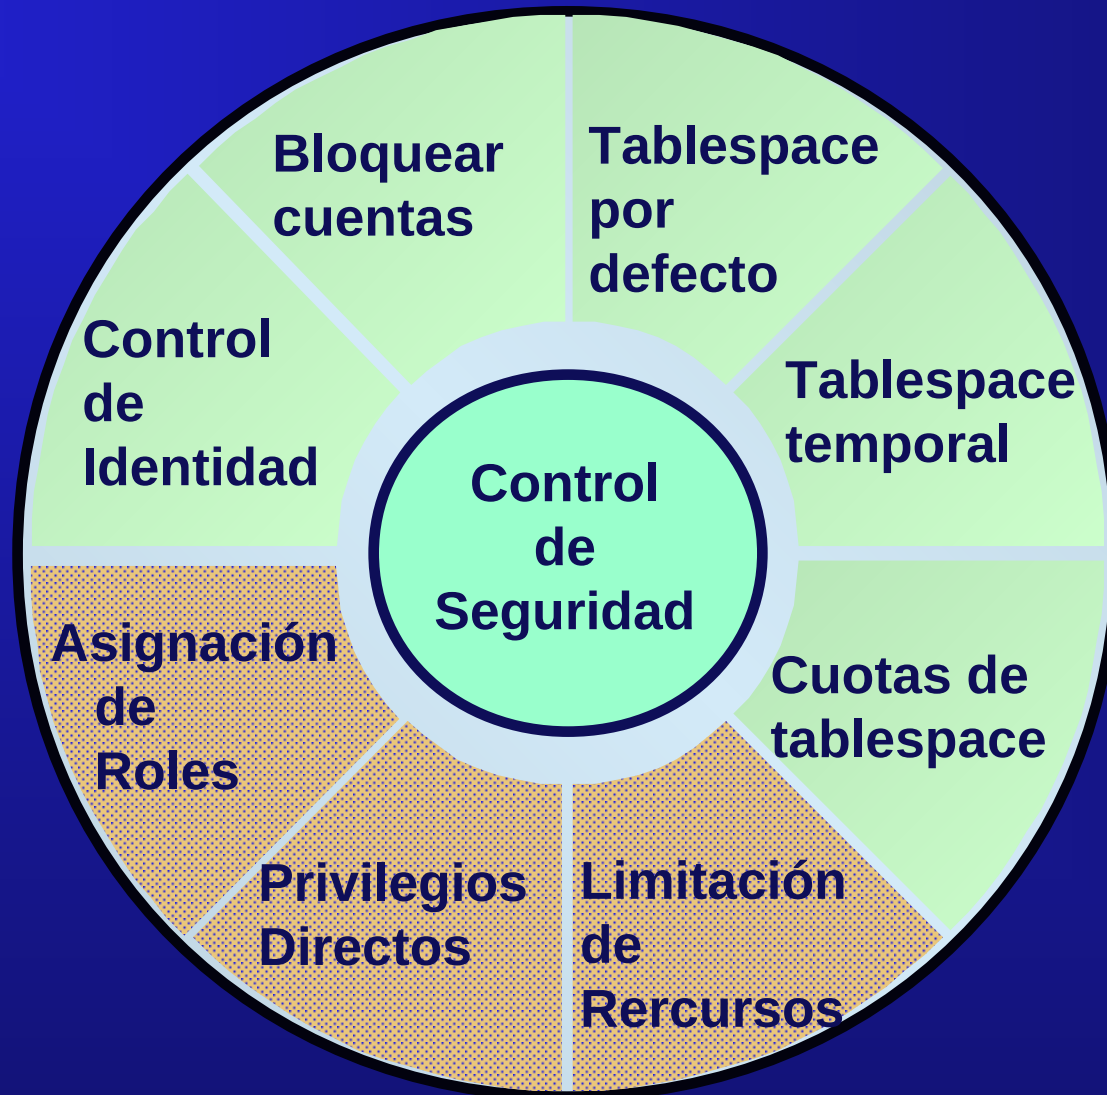 Bloquear
cuentas
Tablespace
por
defecto
Control
de
Identidad
Tablespace
temporal
Control
de
Seguridad
Asignación
de
Roles
Cuotas de
tablespace
Privilegios
Directos
Limitación
de
Rercursos